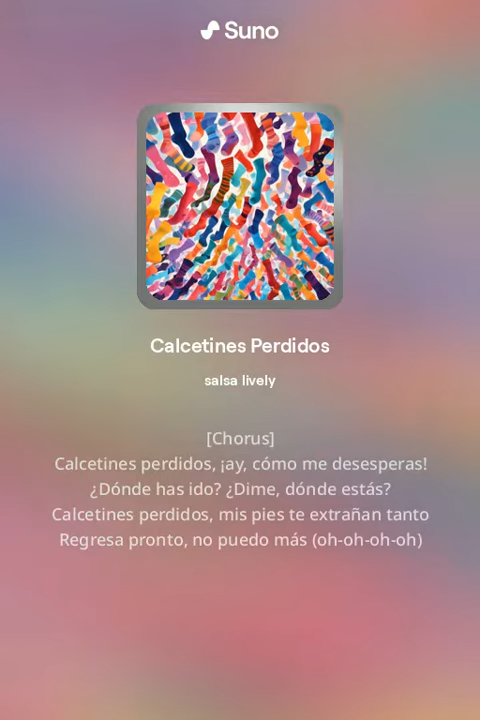 Suno
Calcetines Perdidos
salsa lively
[Chorus]
Calcetines perdidos, ¡ay, cómo me desesperas!
¿Dónde has ido? ¿Dime, dónde estás?
Calcetines perdidos, mis pies te extrañan tanto
Regresa pronto, no puedo más (oh-oh-oh-oh)